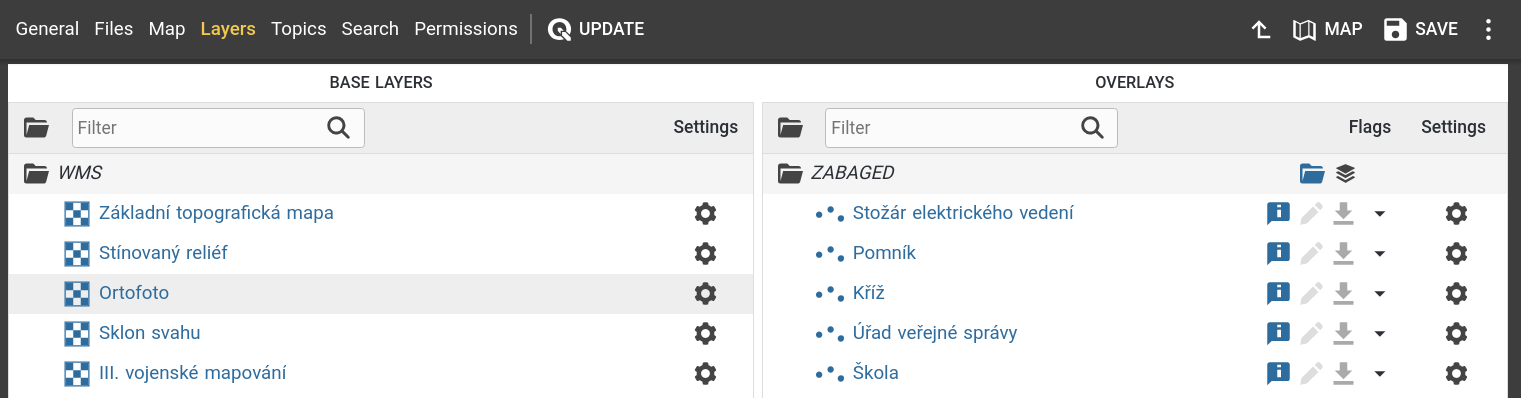 General Files Map Layers Topics Search Permissions UPDATE MAP SAVE
BASE LAYERS
Filter Settings
WMS
Základní topografická mapa
Stínovaný reliéf
Ortofoto
Sklon svahu
III. vojenské mapování
OVERLAYS
Filter Flags Settings
ZABAGED
Stožár elektrického vedení
Pomník
Kříž
Úřad veřejné správy
Škola